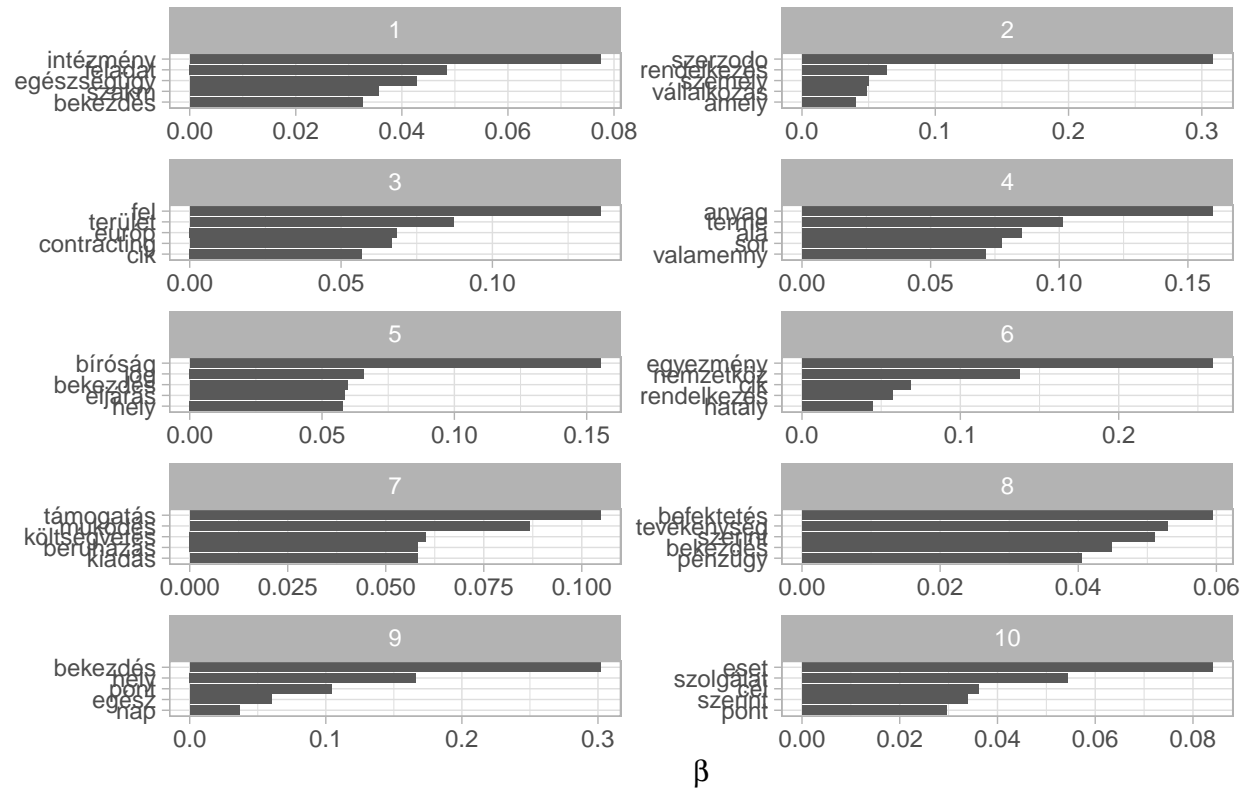 1
intézmény
feladat
egészségügy
szakm
bekezdés
0.00 0.02 0.04 0.06 0.08
2
szerzodo
rendelkezés
személy
vállalkozás
amely
0.0 0.1 0.2 0.3
3
fel
terület
európ
contracting
cik
0.00 0.05 0.10
4
anyag
terme
alá
sor
valamenny
0.00 0.05 0.10 0.15
5
bíróság
jog
bekezdés
eljárás
hely
0.00 0.05 0.10 0.15
6
egyezmény
nemzetköz
cik
rendelkezés
hatály
0.0 0.1 0.2
7
támogatás
muködés
költségvetés
beruházás
kiadás
0.000 0.025 0.050 0.075 0.100
8
befektetés
tevékenység
szerint
bekezdés
pénzügy
0.00 0.02 0.04 0.06
9
bekezdés
hely
pont
egész
nap
0.0 0.1 0.2 0.3
10
eset
szolgálat
cél
szerint
pont
0.00 0.02 0.04 0.06 0.08
β